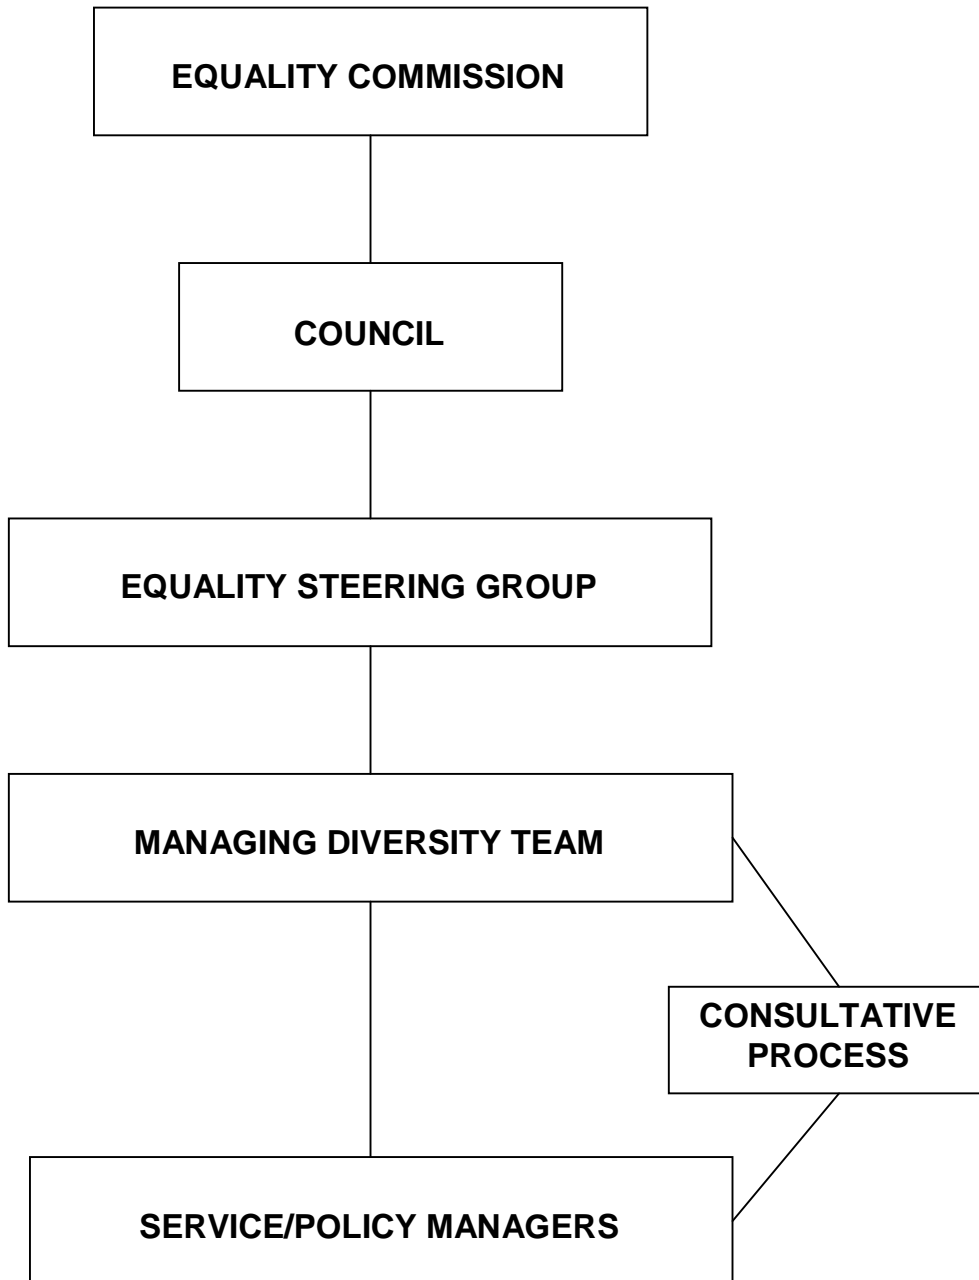 EQUALITY COMMISSION
COUNCIL
EQUALITY STEERING GROUP
MANAGING DIVERSITY TEAM
CONSULTATIVE
PROCESS
SERVICE/POLICY MANAGERS